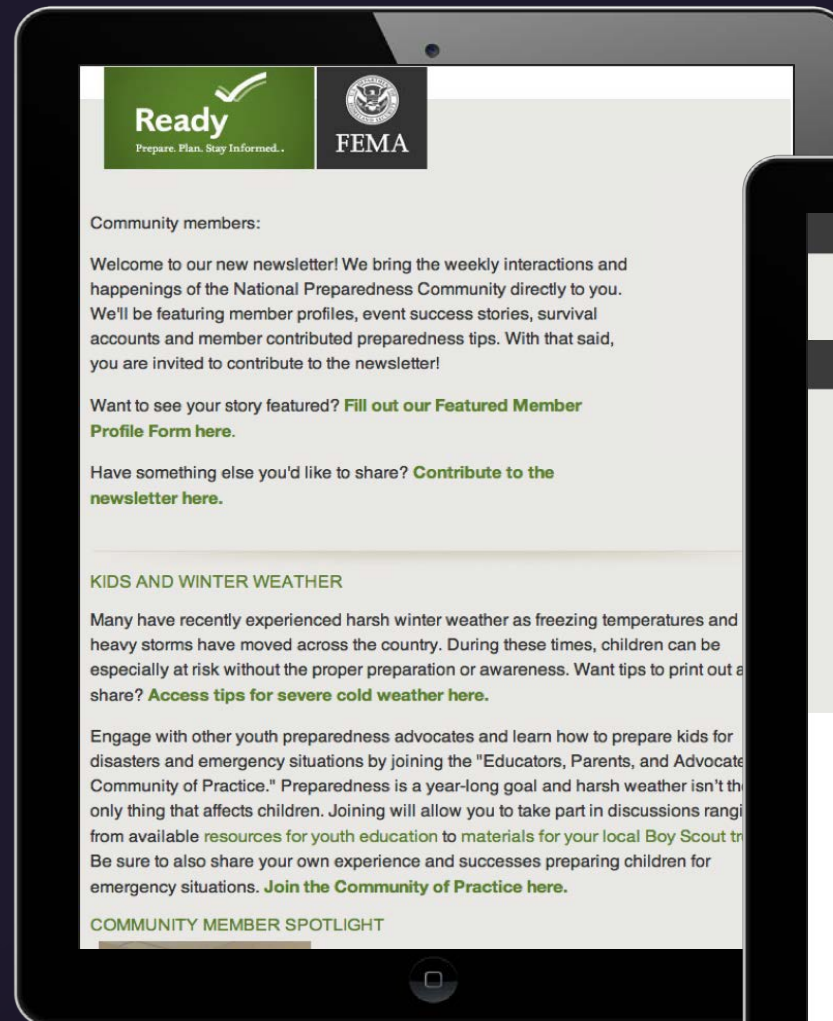 Ready
Prepare. Plan. Stay Informed..
FEMA
Community members:
Welcome to our new newsletter! We bring the weekly interactions and
happenings of the National Preparedness Community directly to you.
We'll be featuring member profiles, event success stories, survival
accounts and member contributed preparedness tips. With that said,
you are invited to contribute to the newsletter!
Want to see your story featured? Fill out our Featured Member
Profile Form here.
Have something else you'd like to share? Contribute to the
newsletter here.
KIDS AND WINTER WEATHER
Many have recently experienced harsh winter weather as freezing temperatures and
heavy storms have moved across the country. During these times, children can be
especially at risk without the proper preparation or awareness. Want tips to print out
share? Access tips for severe cold weather here.
Engage with other youth preparedness advocates and learn how to prepare kids for
disasters and emergency situations by joining the "Educators, Parents, and Advocate
Community of Practice." Preparedness is a year-long goal and harsh weather isn't
only thing that affects children. Joining will allow you to take part in discussions
from available resources for youth education to materials for your local Boy Scout
Be sure to also share your own experience and successes preparing children for
emergency situations. Join the Community of Practice here.
COMMUNITY MEMBER SPOTLIGHT